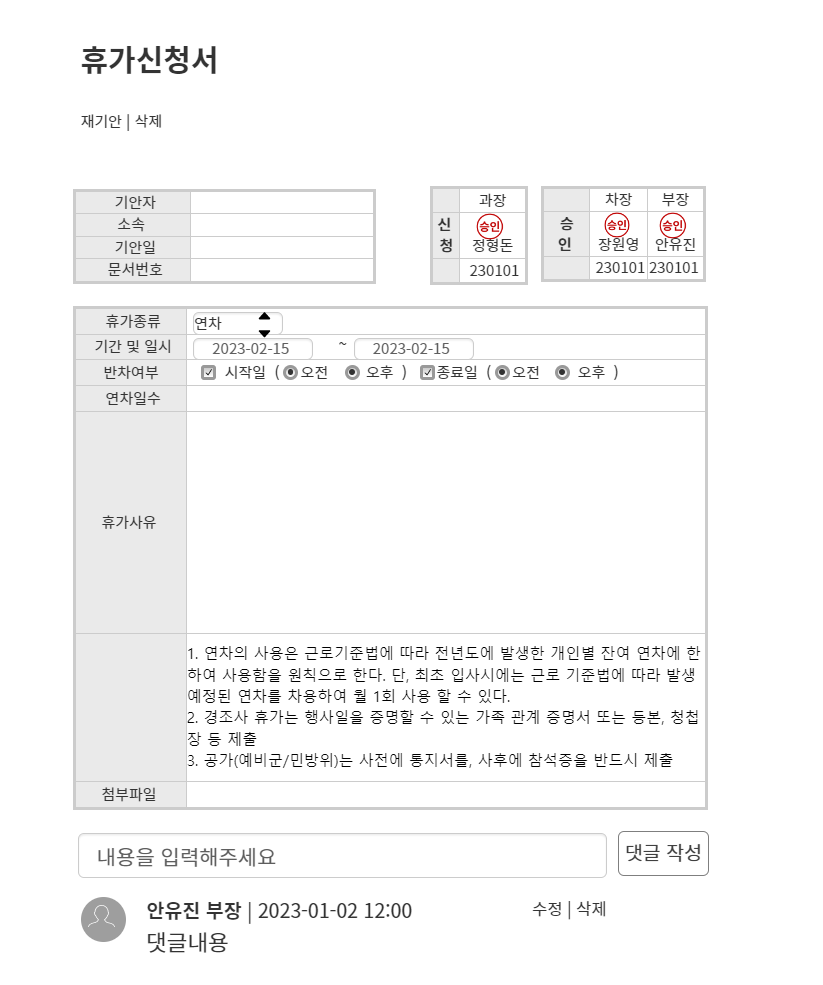 휴가신청서
재기안 | 삭제
기안자
소속
기안일
문서번호
신청
과장
승인
정형돈
230101
승인
차장 부장
승인 승인
장원영 안유진
230101 230101
휴가종류 연차
기간 및 일시 2023-02-15 ~ 2023-02-15
반차여부 시작일 ( 오전 오후 ) 종료일 ( 오전 오후 )
연차일수
휴가사유
1. 연차의 사용은 근로기준법에 따라 전년도에 발생한 개인별 잔여 연차에 한
하여 사용함을 원칙으로 한다. 단, 최초 입사시에는 근로 기준법에 따라 발생
예정된 연차를 차용하여 월 1회 사용 할 수 있다.
2. 경조사 휴가는 행사일을 증명할 수 있는 가족 관계 증명서 또는 등본, 청첩
장 등 제출
3. 공가(예비군/민방위)는 사전에 통지서를, 사후에 참석증을 반드시 제출
첨부파일
내용을 입력해주세요 댓글 작성
안유진 부장 | 2023-01-02 12:00 수정 | 삭제
댓글내용